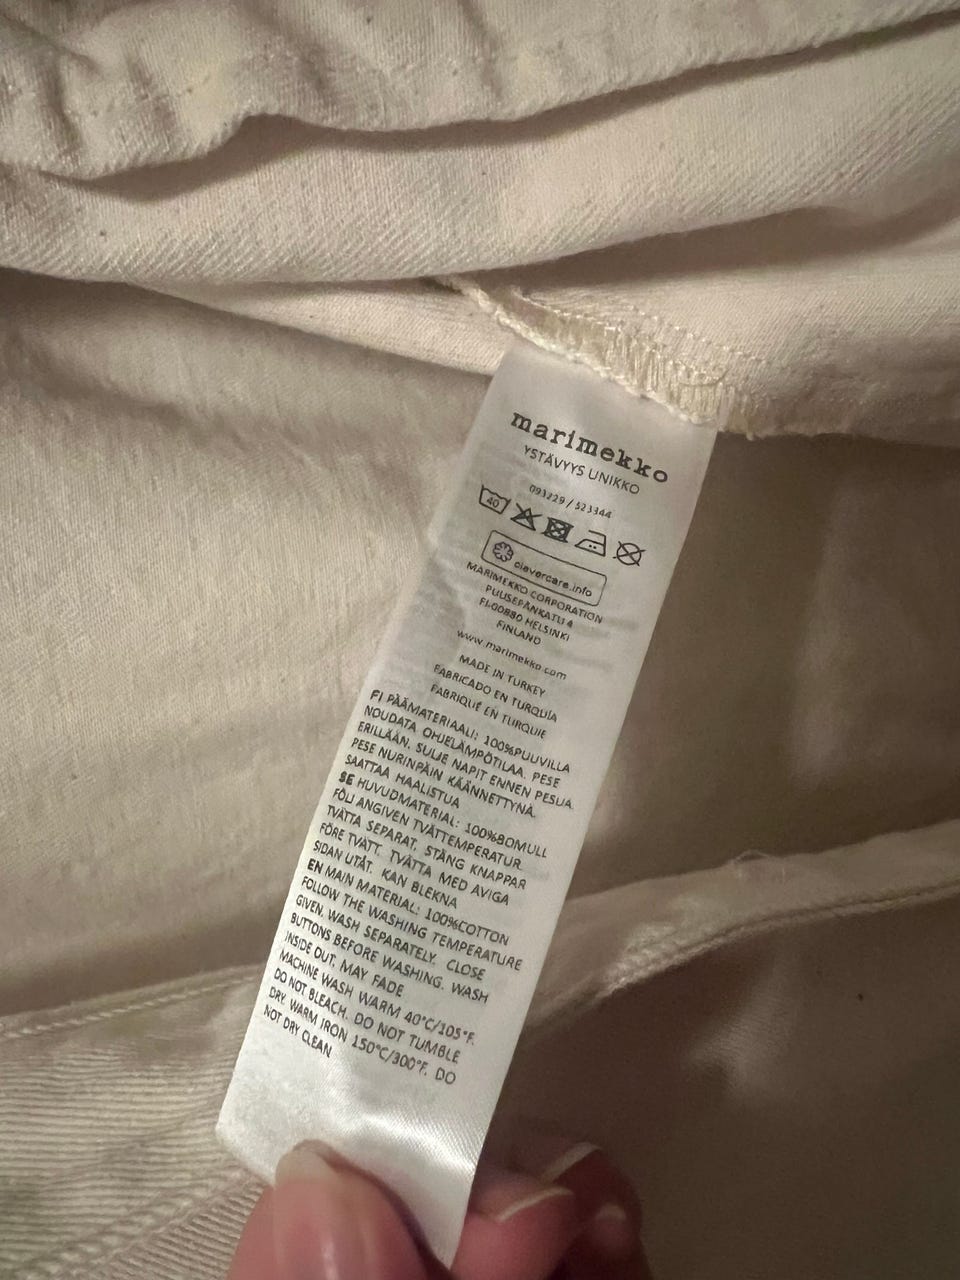 marimekko
YSTÄVYYS UNIKKO
093229 / 523344
40
clevercare.info
MARIMEKKO CORPORATION
PUUSEPÄNKATU 4
FI-00880 HELSINKI
FINLAND
www.marimekko.com
MADE IN TURKEY
FABRICADO EN TURQUÍA
FABRIQUÉ EN TURQUIE
FI PÄÄMATERIAALI: 100%PUUVILLA
NOUDATA OHJELÄMPÖTILAA. PESE
ERILLÄÄN. SULJE NAPIT ENNEN PESUA.
PESE NURINPÄIN KÄÄNNETTYNÄ.
SAATTAA HAALISTUA
SE HUVUDMATERIAL: 100%BOMULL
FÖLJ ANGIVEN TVÄTTEMPERATUR.
TVÄTTA SEPARAT. STÄNG KNAPPAR
FÖRE TVÄTT. TVÄTTA MED AVIGA
SIDAN UTÅT. KAN BLEKNA
EN MAIN MATERIAL: 100%COTTON
FOLLOW THE WASHING TEMPERATURE
GIVEN. WASH SEPARATELY. CLOSE
BUTTONS BEFORE WASHING. WASH
INSIDE OUT. MAY FADE
MACHINE WASH WARM 40°C/105°F.
DO NOT BLEACH. DO NOT TUMBLE
DRY. WARM IRON 150°C/300°F. DO
NOT DRY CLEAN